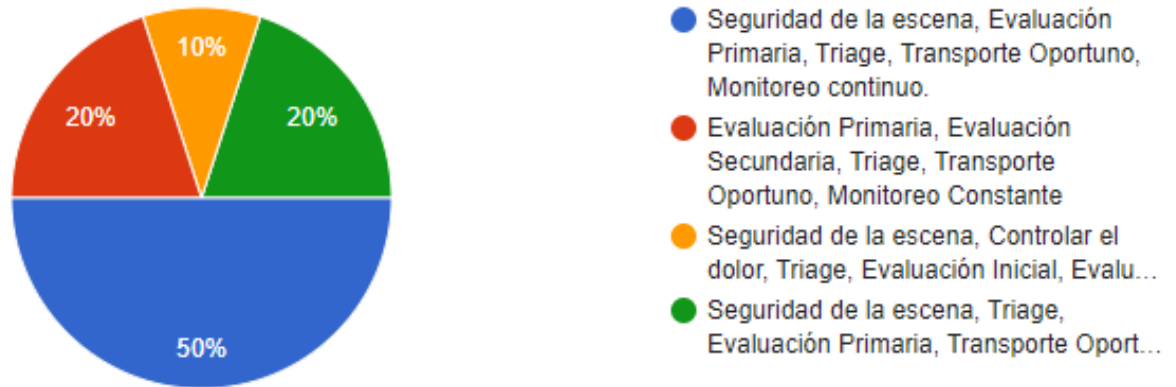 10%
20%
20%
50%
Seguridad de la escena, Evaluación
Primaria, Triage, Transporte Oportuno,
Monitoreo continuo.
Evaluación Primaria, Evaluación
Secundaria, Triage, Transporte
Oportuno, Monitoreo Constante
Seguridad de la escena, Controlar el
dolor, Triage, Evaluación Inicial, Evalu...
Seguridad de la escena, Triage,
Evaluación Primaria, Transporte Oport...